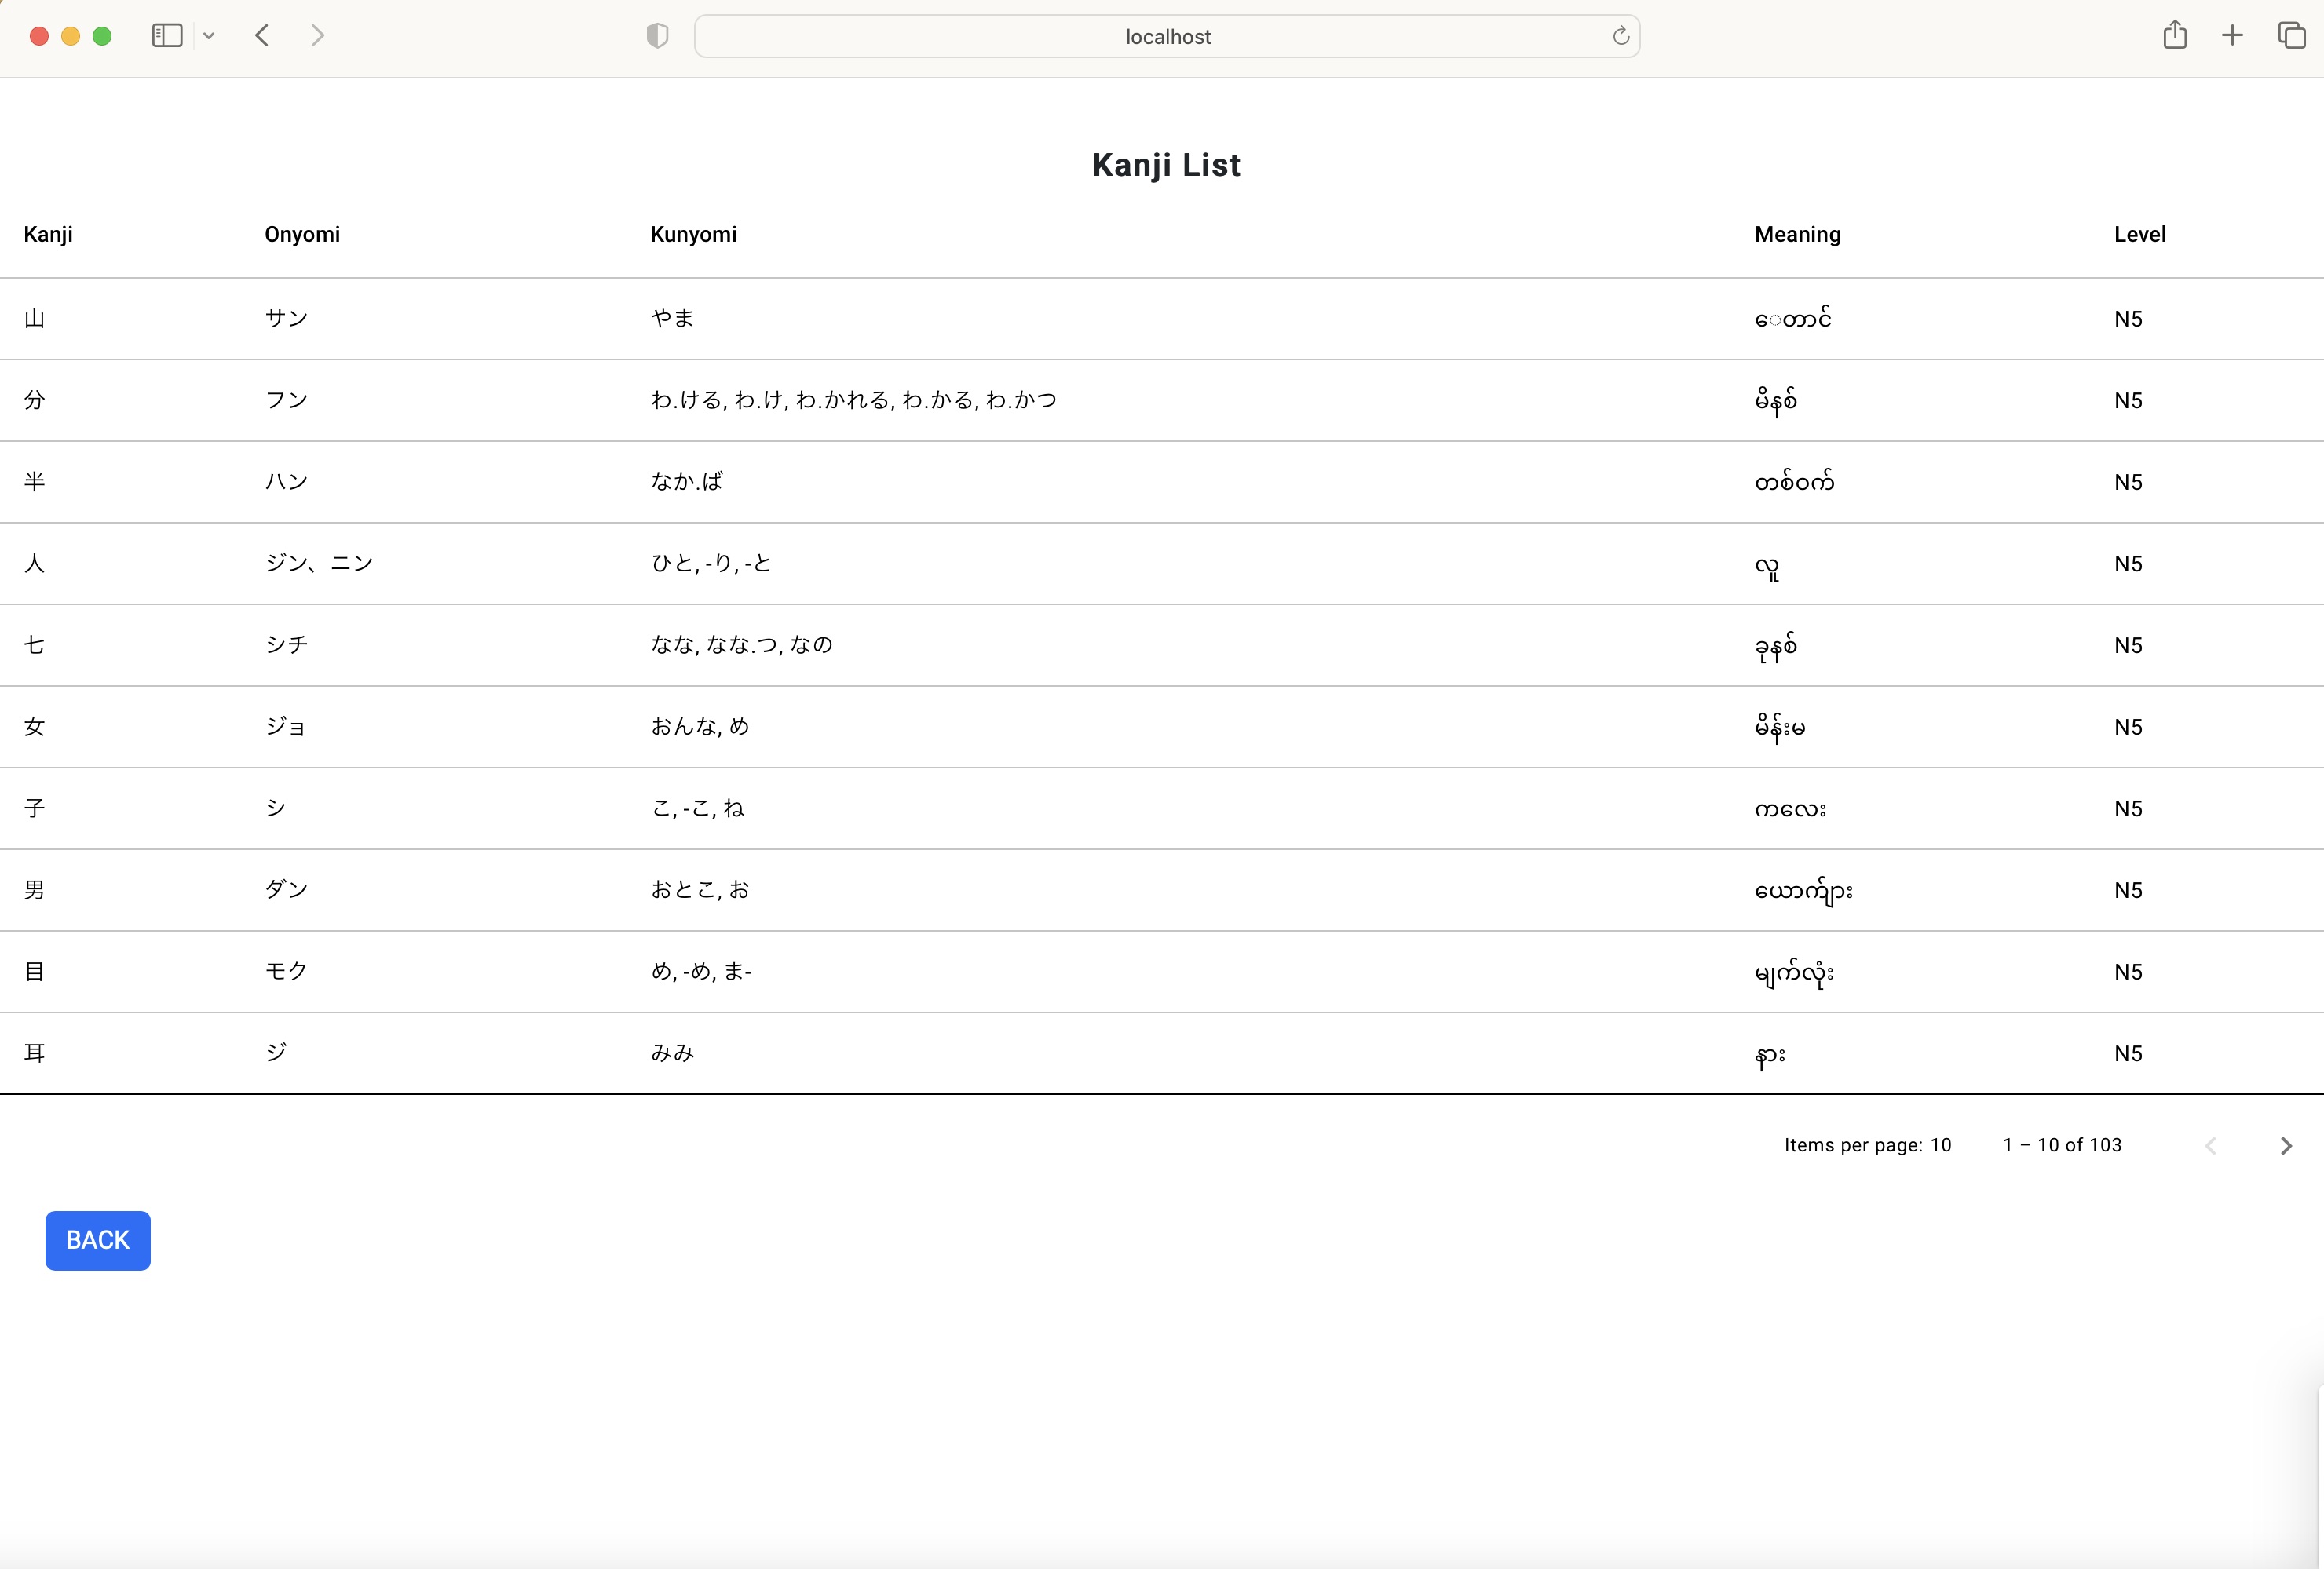 localhost
Kanji List
Kanji Onyomi Kunyomi Meaning Level
山 サン やま ေတာင် N5
分 フン わ.ける, わ.け, わ.かれる, わ.かる, わ.かつ မိနစ် N5
半 ハン なか.ば တစ်ဝက် N5
人 ジン、ニン ひと, -り, -と လူ N5
七 シチ なな, なな.つ, なの ခုနစ် N5
女 ジョ おんな, め မိန်းမ N5
子 シ こ, -こ, ね ကလေး N5
男 ダン おとこ, お ယောက်ျား N5
目 モク め, -め, ま- မျက်လုံး N5
耳 ジ みみ နား N5
Items per page: 10 1 – 10 of 103
BACK